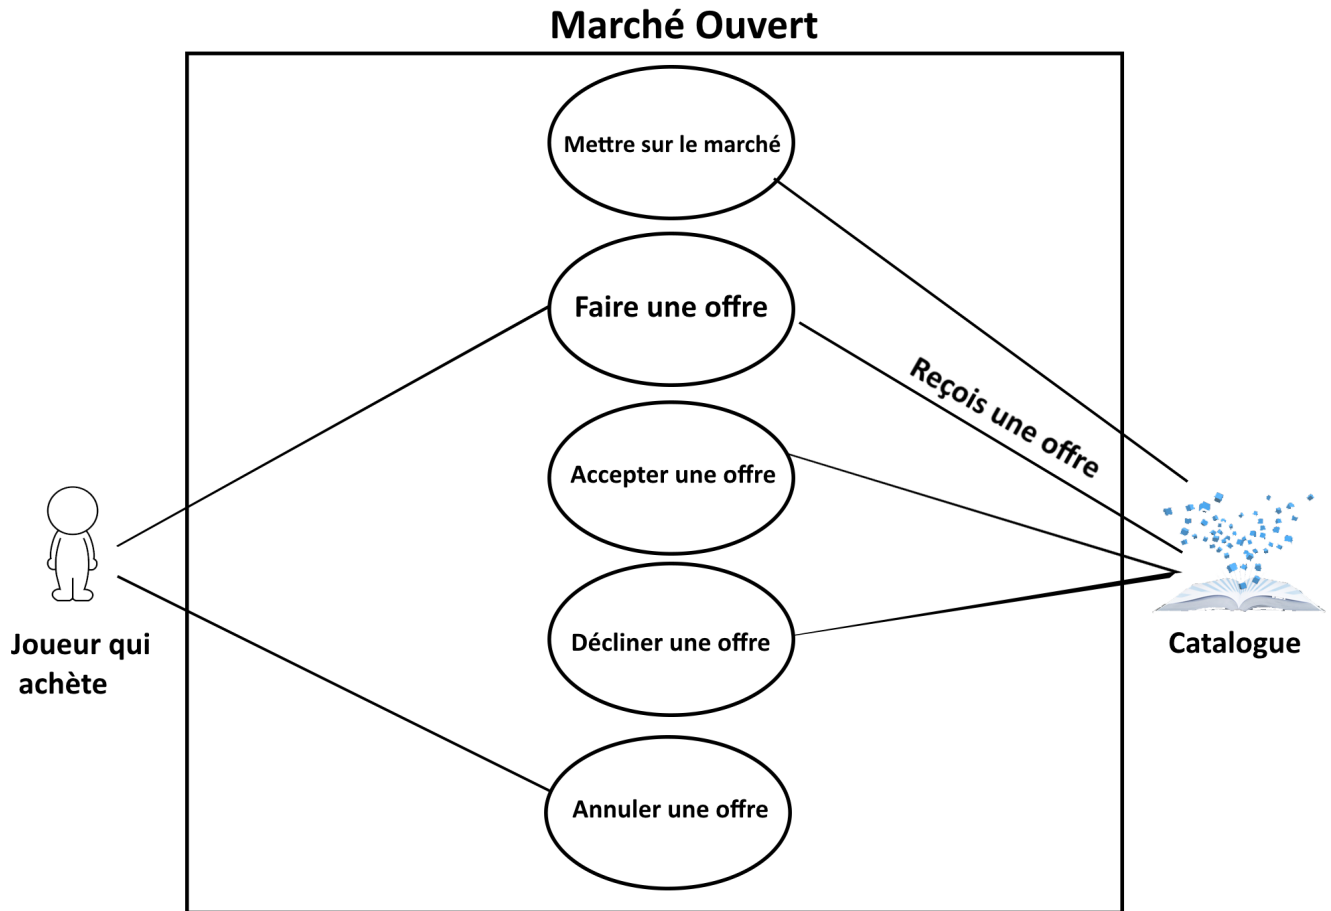 Marché Ouvert
Mettre sur le marché
Faire une offre
Reçois une offre
Accepter une offre
Décliner une offre
Annuler une offre
Joueur qui
achète
Catalogue